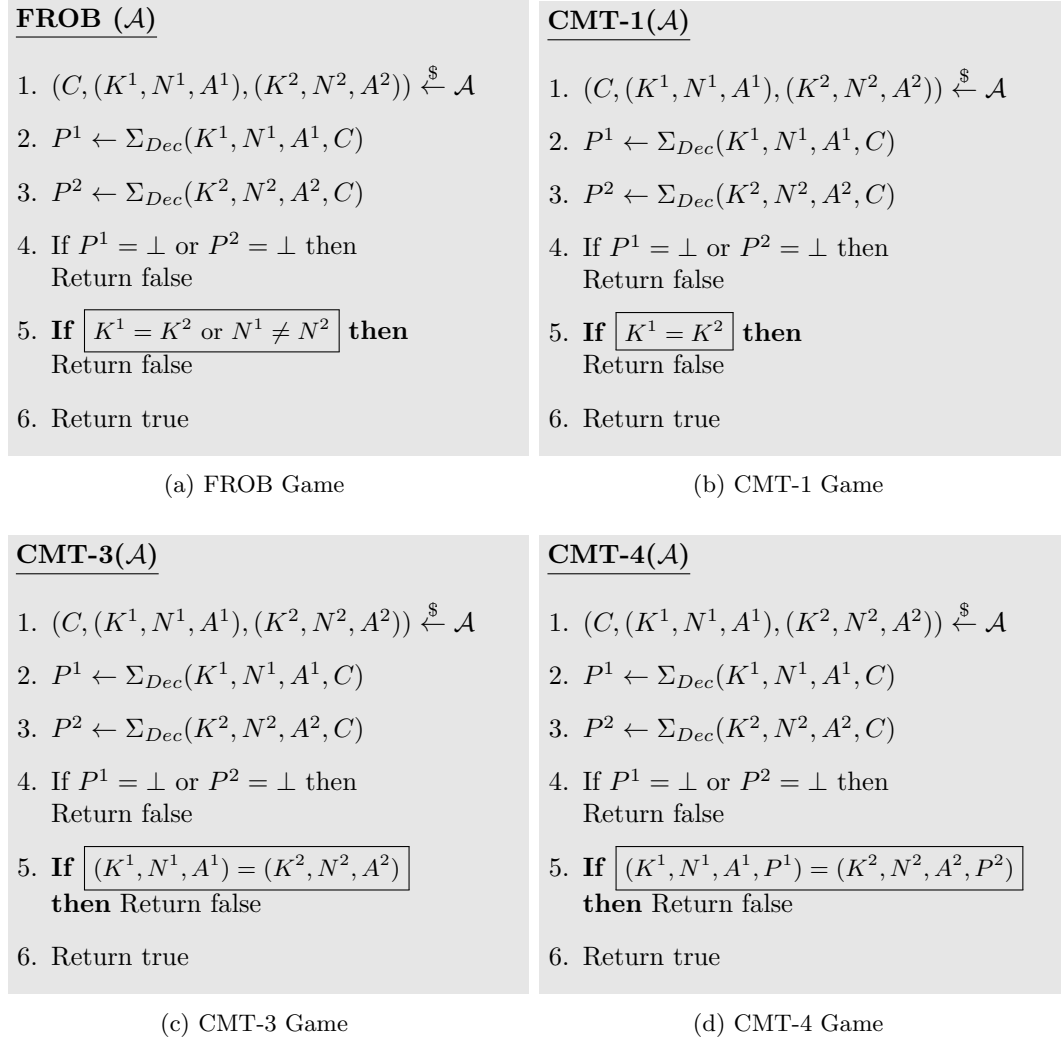 FROB (𝒜)
1. (C, (K¹, N¹, A¹), (K², N², A²)) ←$ 𝒜
2. P¹ ← Σ_Dec(K¹, N¹, A¹, C)
3. P² ← Σ_Dec(K², N², A², C)
4. If P¹ = ⊥ or P² = ⊥ then
Return false
5. If K¹ = K² or N¹ ≠ N² then
Return false
6. Return true
(a) FROB Game
CMT-1(𝒜)
1. (C, (K¹, N¹, A¹), (K², N², A²)) ←$ 𝒜
2. P¹ ← Σ_Dec(K¹, N¹, A¹, C)
3. P² ← Σ_Dec(K², N², A², C)
4. If P¹ = ⊥ or P² = ⊥ then
Return false
5. If K¹ = K² then
Return false
6. Return true
(b) CMT-1 Game
CMT-3(𝒜)
1. (C, (K¹, N¹, A¹), (K², N², A²)) ←$ 𝒜
2. P¹ ← Σ_Dec(K¹, N¹, A¹, C)
3. P² ← Σ_Dec(K², N², A², C)
4. If P¹ = ⊥ or P² = ⊥ then
Return false
5. If (K¹, N¹, A¹) = (K², N², A²)
then Return false
6. Return true
(c) CMT-3 Game
CMT-4(𝒜)
1. (C, (K¹, N¹, A¹), (K², N², A²)) ←$ 𝒜
2. P¹ ← Σ_Dec(K¹, N¹, A¹, C)
3. P² ← Σ_Dec(K², N², A², C)
4. If P¹ = ⊥ or P² = ⊥ then
Return false
5. If (K¹, N¹, A¹, P¹) = (K², N², A², P²)
then Return false
6. Return true
(d) CMT-4 Game